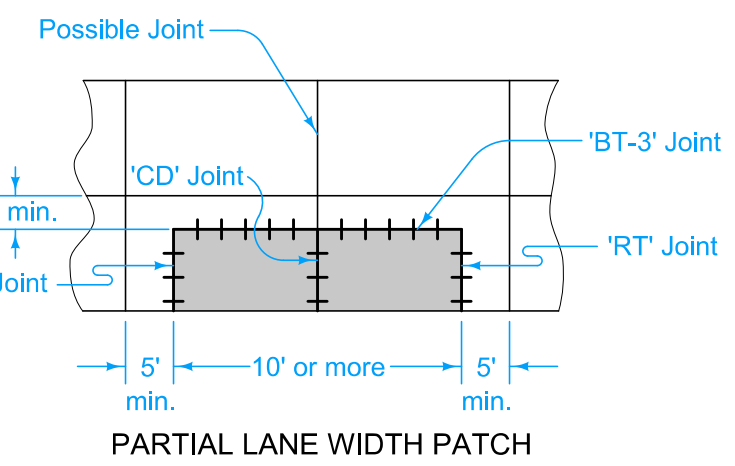 Possible Joint
'BT-3' Joint
'CD' Joint
min.
'RT' Joint
Joint
5'
10' or more
5'
min.
min.
PARTIAL LANE WIDTH PATCH